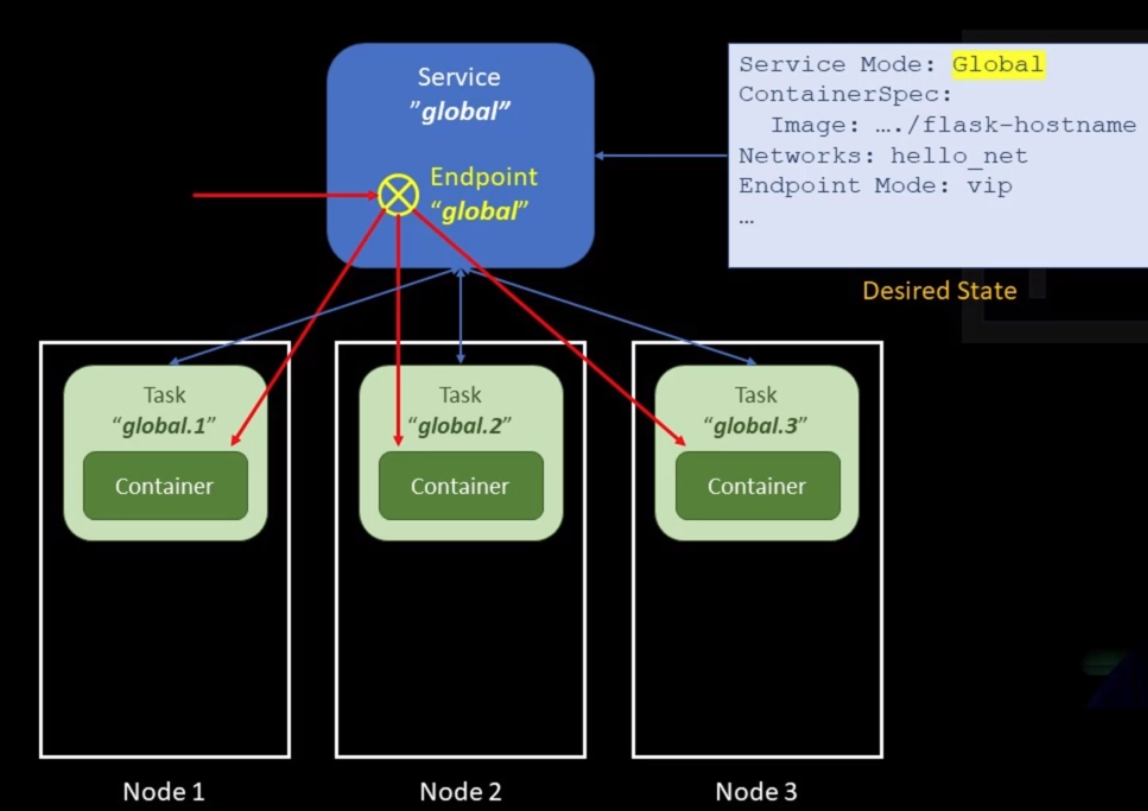 Service
”global”
Endpoint
“global”
Service Mode: Global
ContainerSpec:
Image: …./flask-hostname
Networks: hello_net
Endpoint Mode: vip
…
Desired State
Task
“global.1”
Container
Task
“global.2”
Container
Task
“global.3”
Container
Node 1
Node 2
Node 3